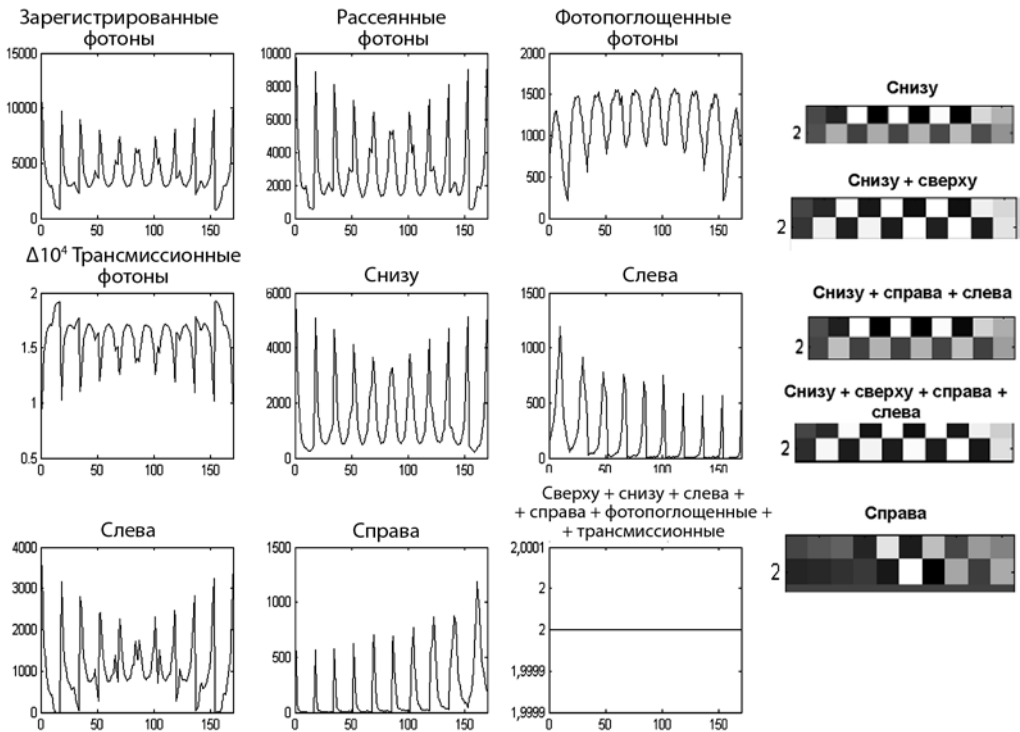 Зарегистрированные
фотоны
15000
10000
5000
0
0 50 100 150
Рассеянные
фотоны
10000
8000
6000
4000
2000
0
0 50 100 150
Фотопоглощенные
фотоны
2000
1500
1000
500
0
0 50 100 150
Δ10⁴ Трансмиссионные
фотоны
2
1.5
1
0.5
0 50 100 150
Снизу
6000
4000
2000
0
0 50 100 150
Слева
1500
1000
500
0
0 50 100 150
Слева
4000
3000
2000
1000
0
0 50 100 150
Справа
1500
1000
500
0
0 50 100 150
Сверху + снизу + слева +
+ справа + фотопоглощенные +
+ трансмиссионные
2,0001
2
2
1,9999
1,9999
0 50 100 150
Снизу
2
Снизу + сверху
2
Снизу + справа + слева
2
Снизу + сверху + справа +
слева
2
Справа
2